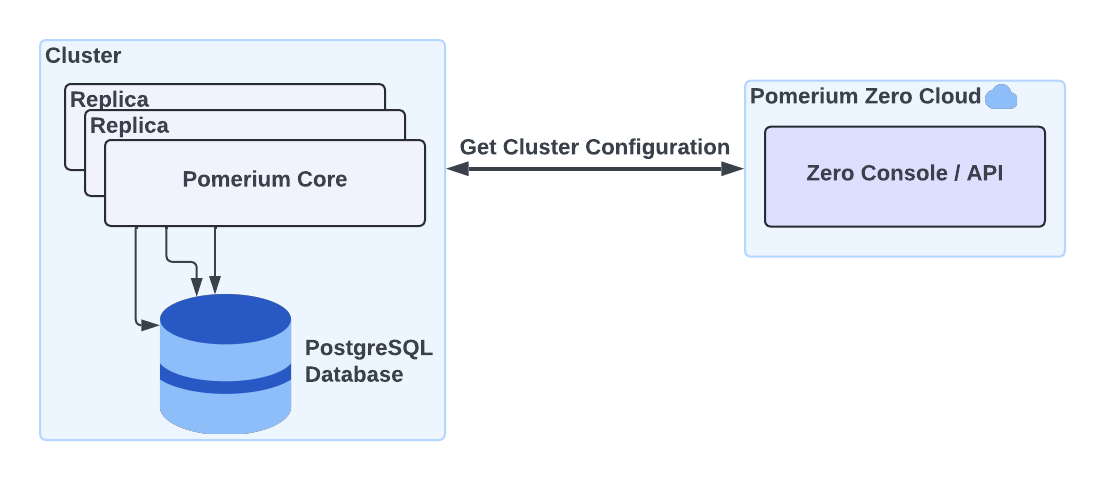 Cluster
Replica
Replica
Pomerium Core
PostgreSQL
Database
Get Cluster Configuration
Pomerium Zero Cloud
Zero Console / API